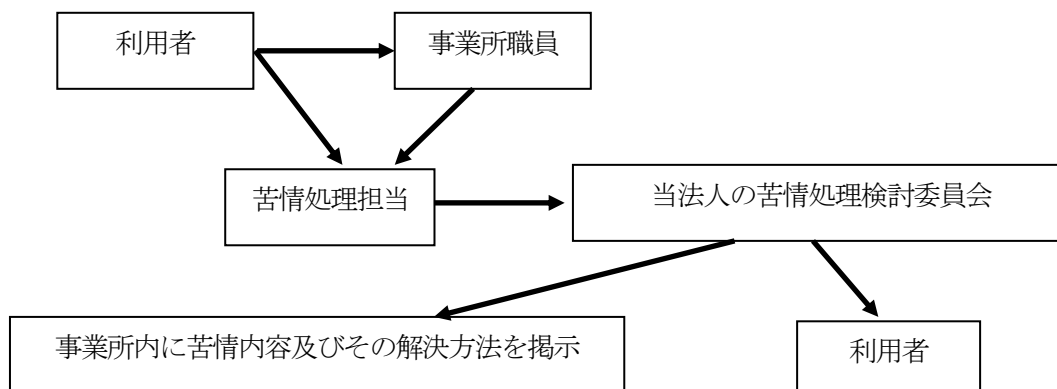 利用者
事業所職員
苦情処理担当
当法人の苦情処理検討委員会
事業所内に苦情内容及びその解決方法を掲示
利用者